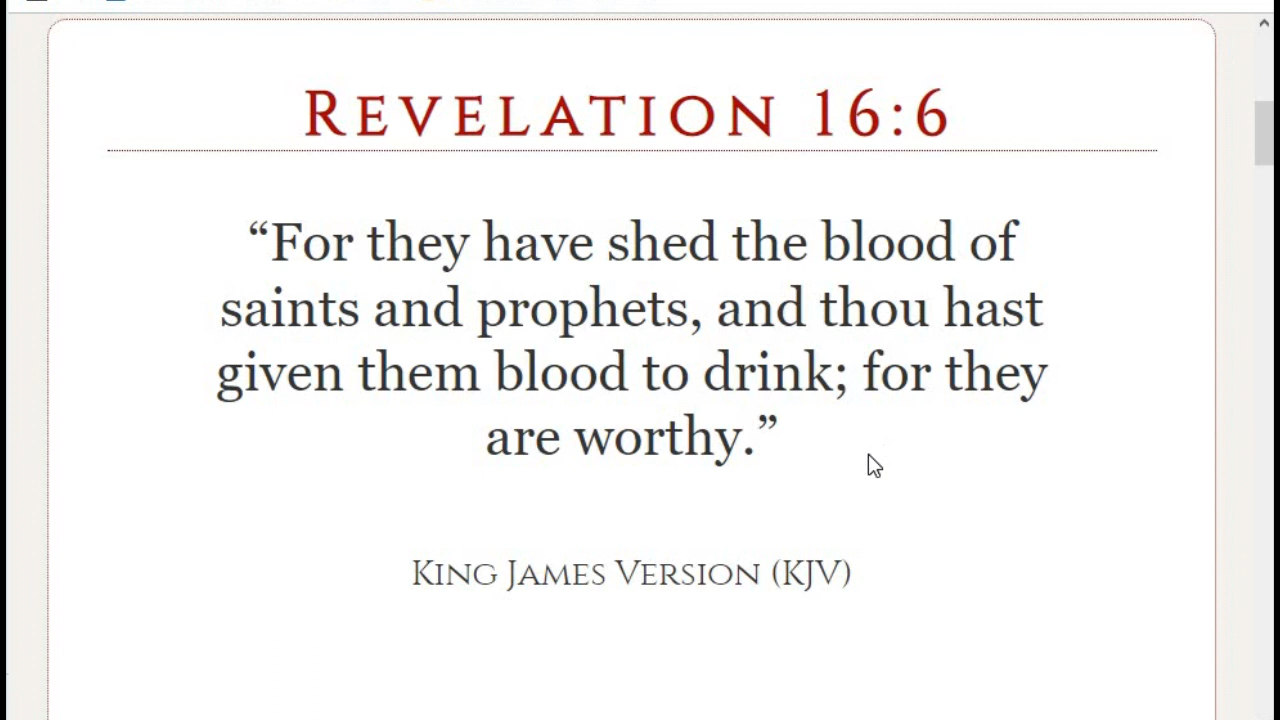 Revelation 16:6
“For they have shed the blood of
saints and prophets, and thou hast
given them blood to drink; for they
are worthy.”
King James Version (KJV)